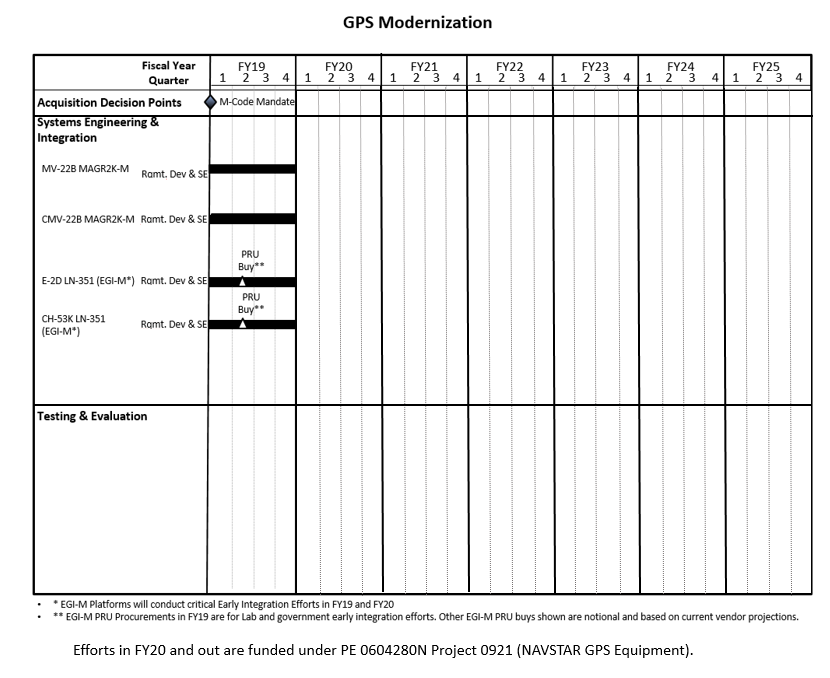 GPS Modernization
Fiscal Year FY19 FY20 FY21 FY22 FY23 FY24 FY25
Quarter 1 2 3 4 1 2 3 4 1 2 3 4 1 2 3 4 1 2 3 4 1 2 3 4 1 2 3 4
Acquisition Decision Points M-Code Mandate
Systems Engineering &
Integration
MV-22B MAGR2K-M Rqmt. Dev & SE
CMV-22B MAGR2K-M Rqmt. Dev & SE
PRU
Buy**
E-2D LN-351 (EGI-M*) Rqmt. Dev & SE
PRU
Buy**
CH-53K LN-351
(EGI-M*) Rqmt. Dev & SE
Testing & Evaluation
• * EGI-M Platforms will conduct critical Early Integration Efforts in FY19 and FY20
• ** EGI-M PRU Procurements in FY19 are for Lab and government early integration efforts. Other EGI-M PRU buys shown are notional and based on current vendor projections.
Efforts in FY20 and out are funded under PE 0604280N Project 0921 (NAVSTAR GPS Equipment).